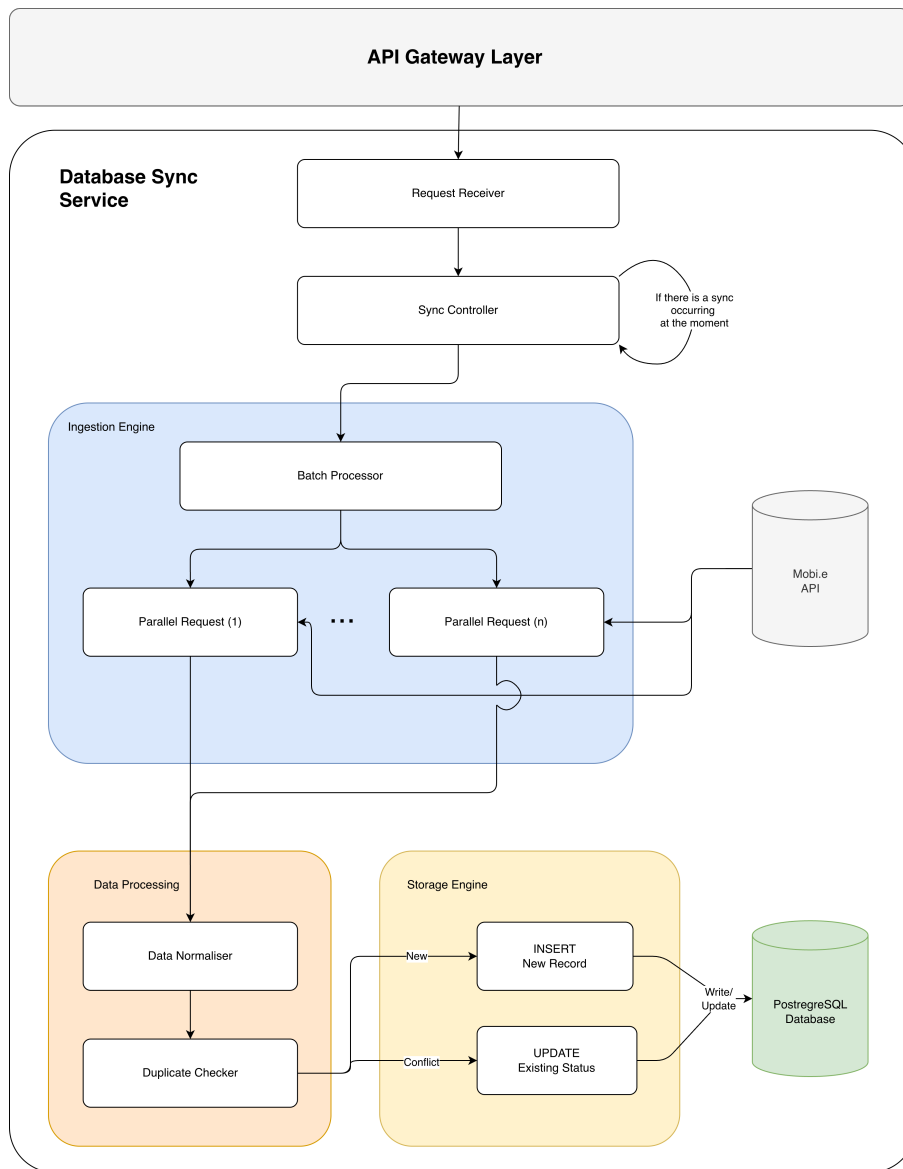 API Gateway Layer
Database Sync
Service
Request Receiver
Sync Controller
If there is a sync
occurring
at the moment
Ingestion Engine
Batch Processor
Parallel Request (1)
...
Parallel Request (n)
Mobi.e
API
Data Processing
Data Normaliser
Duplicate Checker
Storage Engine
New
INSERT
New Record
Conflict
UPDATE
Existing Status
Write/
Update
PostregreSQL
Database